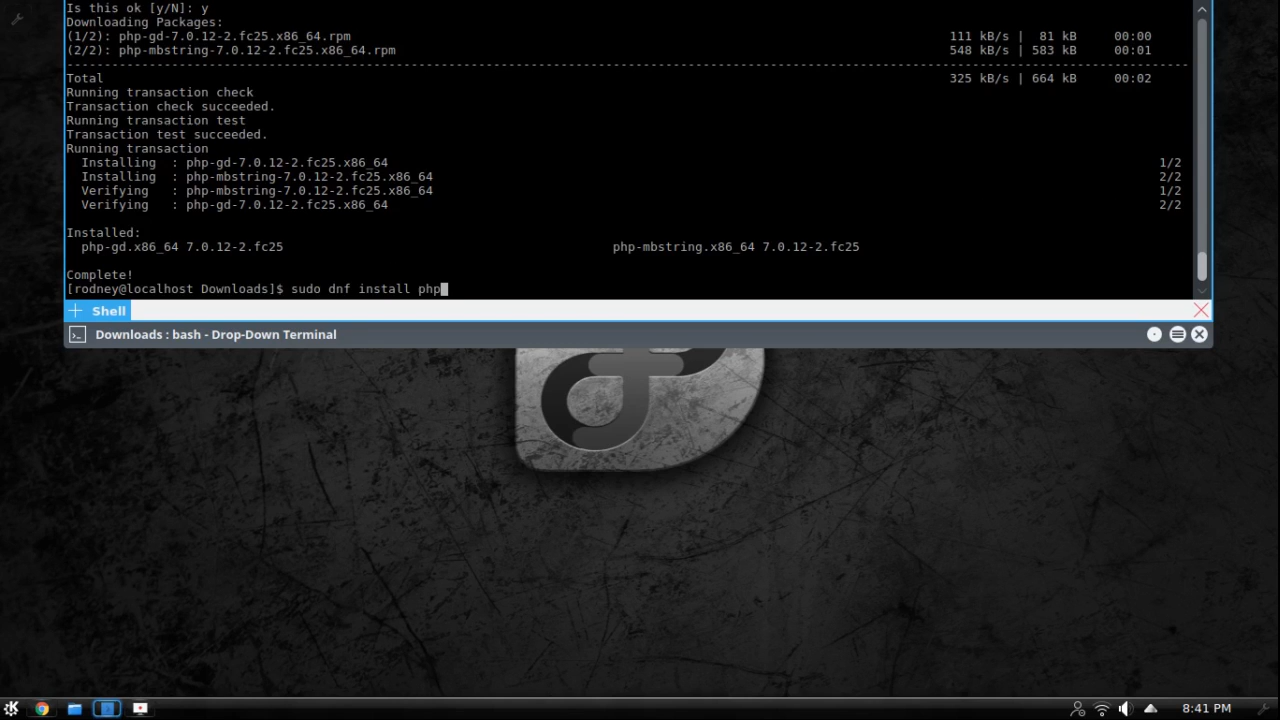 Is this ok [y/N]: y
Downloading Packages:
(1/2): php-gd-7.0.12-2.fc25.x86_64.rpm 111 kB/s | 81 kB 00:00
(2/2): php-mbstring-7.0.12-2.fc25.x86_64.rpm 548 kB/s | 583 kB 00:01
--------------------------------------------------------------------------------
Total 325 kB/s | 664 kB 00:02
Running transaction check
Transaction check succeeded.
Running transaction test
Transaction test succeeded.
Running transaction
Installing : php-gd-7.0.12-2.fc25.x86_64 1/2
Installing : php-mbstring-7.0.12-2.fc25.x86_64 2/2
Verifying : php-mbstring-7.0.12-2.fc25.x86_64 1/2
Verifying : php-gd-7.0.12-2.fc25.x86_64 2/2
Installed:
php-gd.x86_64 7.0.12-2.fc25 php-mbstring.x86_64 7.0.12-2.fc25
Complete!
[rodney@localhost Downloads]$ sudo dnf install php
Shell
Downloads : bash - Drop-Down Terminal
8:41 PM